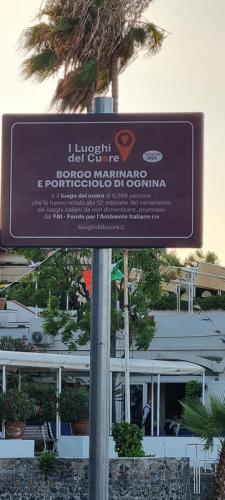 I Luoghi
del Cuore
2024
BORGO MARINARO
E PORTICCIOLO DI OGNINA
è il luogo del cuore di 6.586 persone
che lo hanno votato alla 12ª edizione del censimento
dei luoghi italiani da non dimenticare, promosso
dal FAI - Fondo per l'Ambiente Italiano ETS
iluoghidelcuore.it